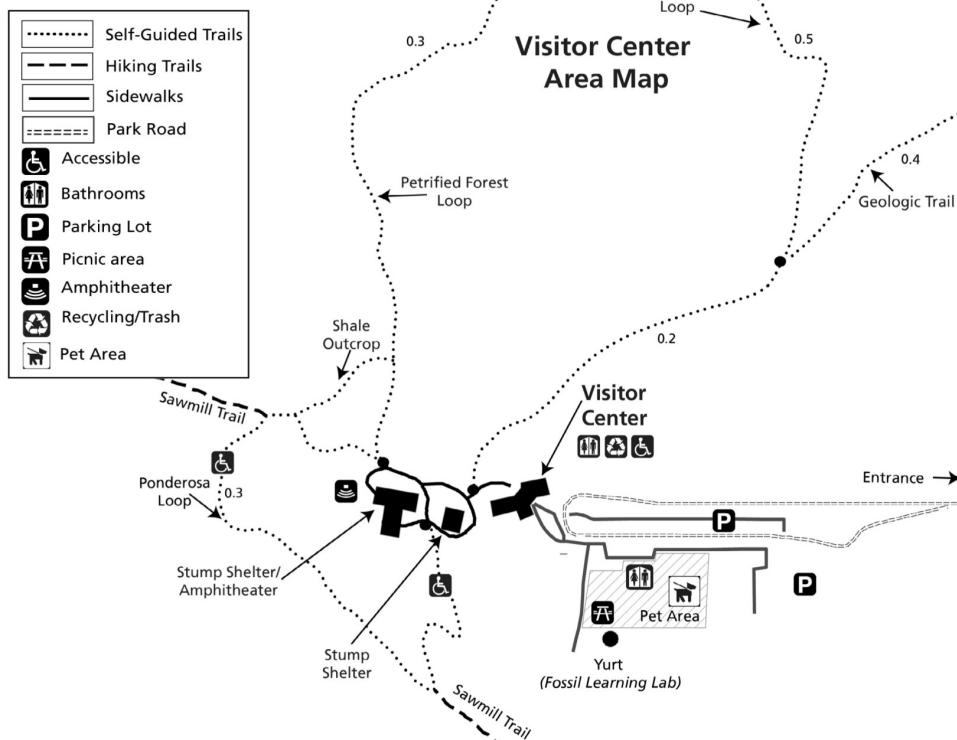 Self-Guided Trails
Hiking Trails
Sidewalks
Park Road
Accessible
Bathrooms
P
Parking Lot
Picnic area
Amphitheater
Recycling/Trash
Pet Area
Visitor Center
Area Map
Loop
0.3
0.5
0.4
Petrified Forest
Loop
Geologic Trail
Shale
Outcrop
0.2
Sawmill Trail
Visitor
Center
Ponderosa
Loop
0.3
Entrance
P
Stump Shelter/
Amphitheater
P
Pet Area
Stump
Shelter
Yurt
(Fossil Learning Lab)
Sawmill Trail